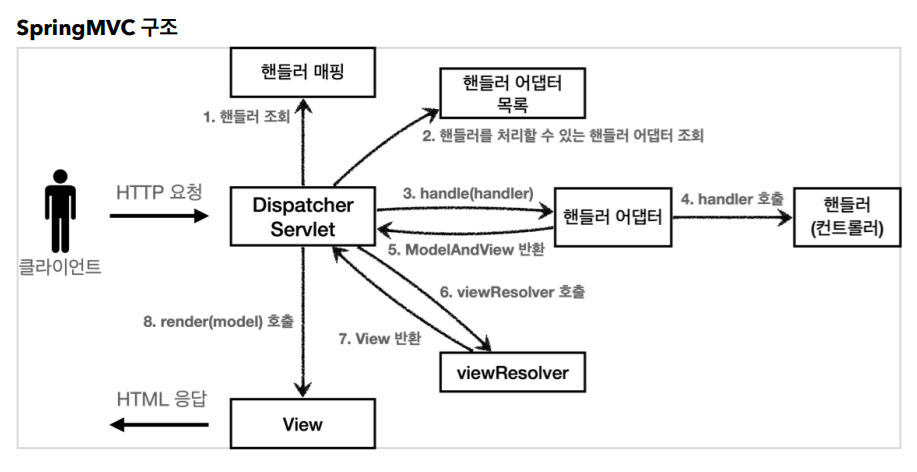 SpringMVC 구조
핸들러 매핑
핸들러 어댑터
목록
1. 핸들러 조회
2. 핸들러를 처리할 수 있는 핸들러 어댑터 조회
HTTP 요청
Dispatcher
Servlet
3. handle(handler)
핸들러 어댑터
4. handler 호출
핸들러
(컨트롤러)
5. ModelAndView 반환
클라이언트
6. viewResolver 호출
8. render(model) 호출
7. View 반환
viewResolver
HTML 응답
View